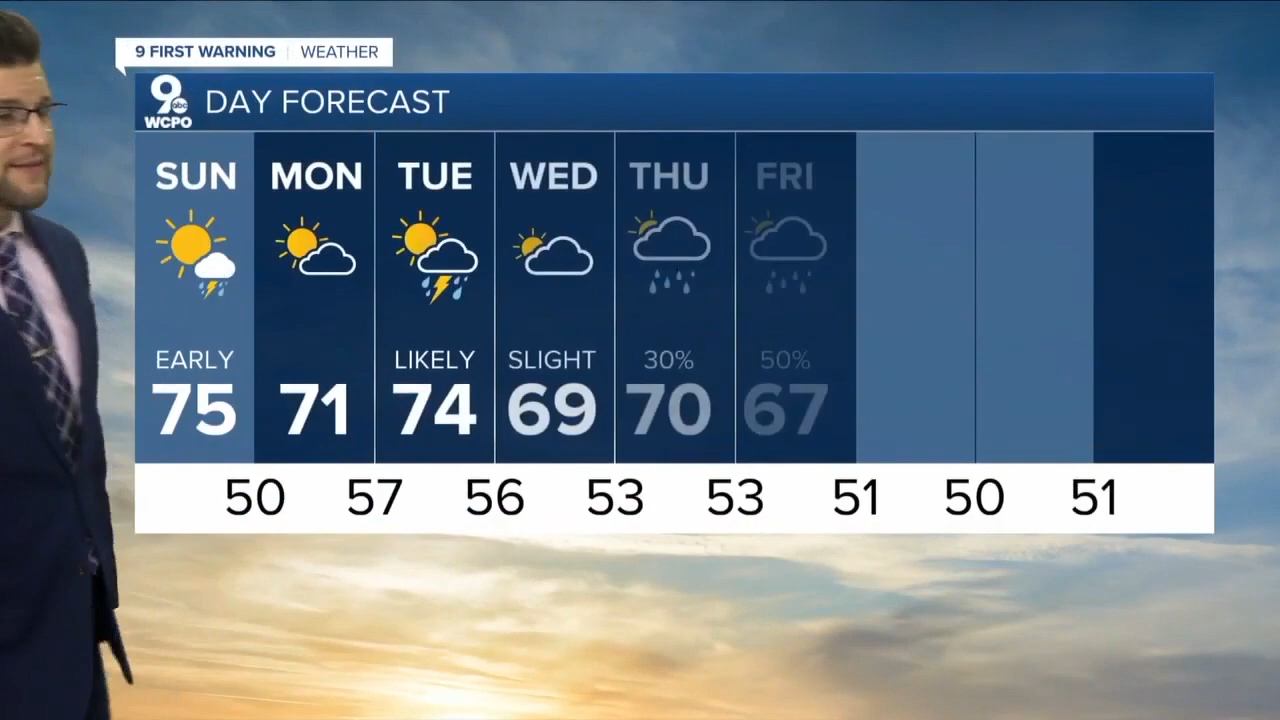 9 FIRST WARNING | WEATHER
9 abc WCPO DAY FORECAST
SUN MON TUE WED THU FRI
EARLY LIKELY SLIGHT 30% 50%
75 71 74 69 70 67
50 57 56 53 53 51 50 51